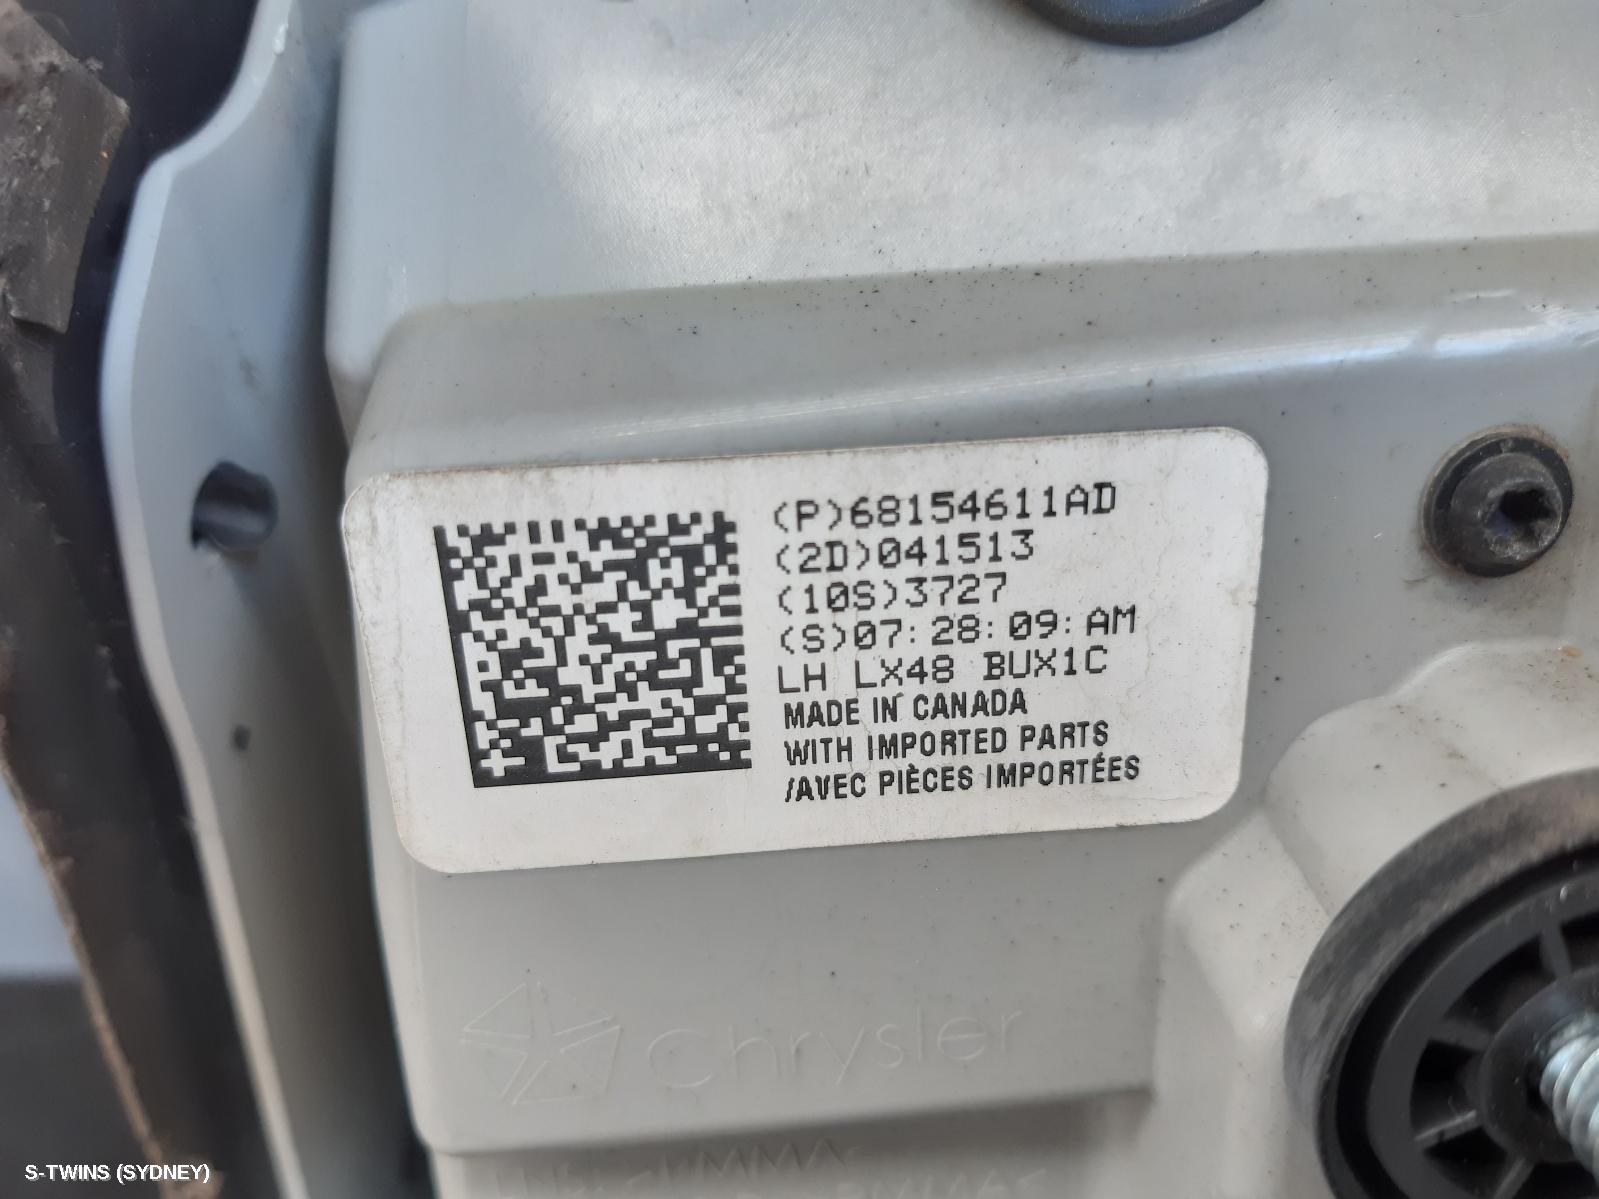 (P)68154611AD
(2D)041513
(10S)3727
(S)07:28:09:AM
LH LX48 BUX1C
MADE IN CANADA
WITH IMPORTED PARTS
/AVEC PIÈCES IMPORTÉES
Chrysler
S-TWINS (SYDNEY)